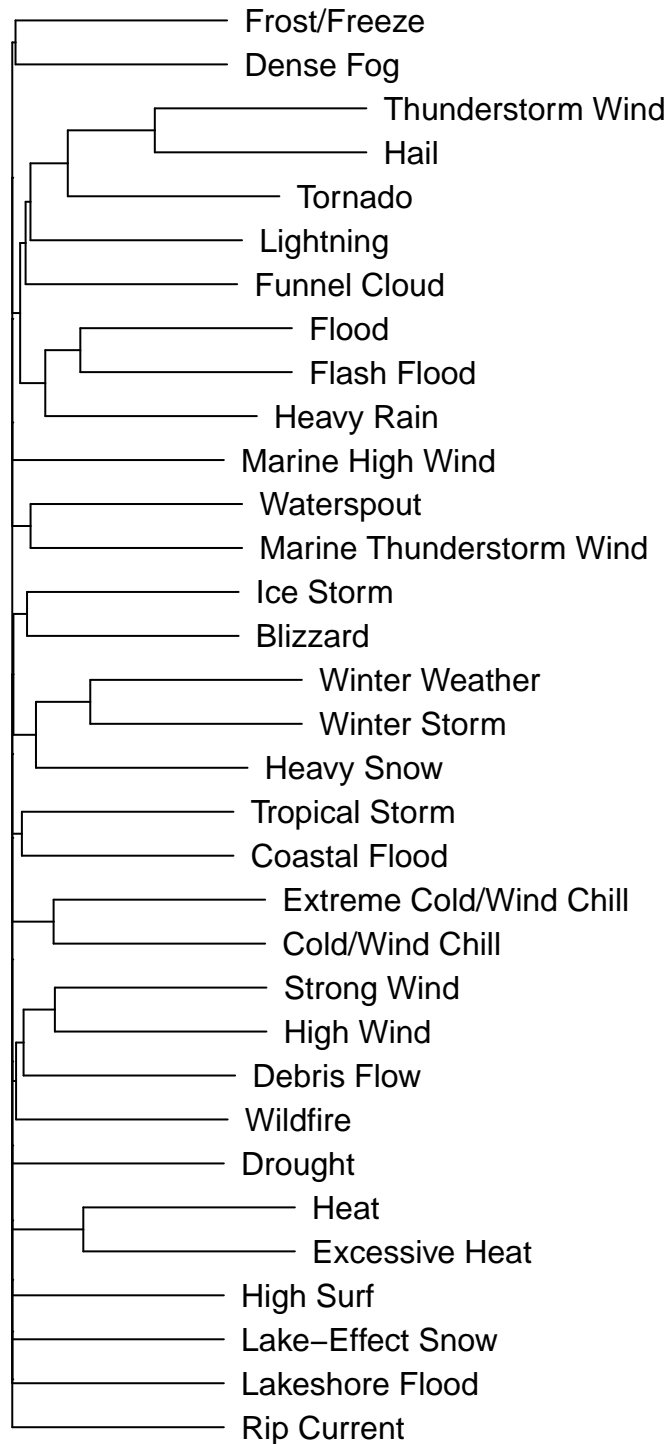 Frost/Freeze
Dense Fog
Thunderstorm Wind
Hail
Tornado
Lightning
Funnel Cloud
Flood
Flash Flood
Heavy Rain
Marine High Wind
Waterspout
Marine Thunderstorm Wind
Ice Storm
Blizzard
Winter Weather
Winter Storm
Heavy Snow
Tropical Storm
Coastal Flood
Extreme Cold/Wind Chill
Cold/Wind Chill
Strong Wind
High Wind
Debris Flow
Wildfire
Drought
Heat
Excessive Heat
High Surf
Lake−Effect Snow
Lakeshore Flood
Rip Current